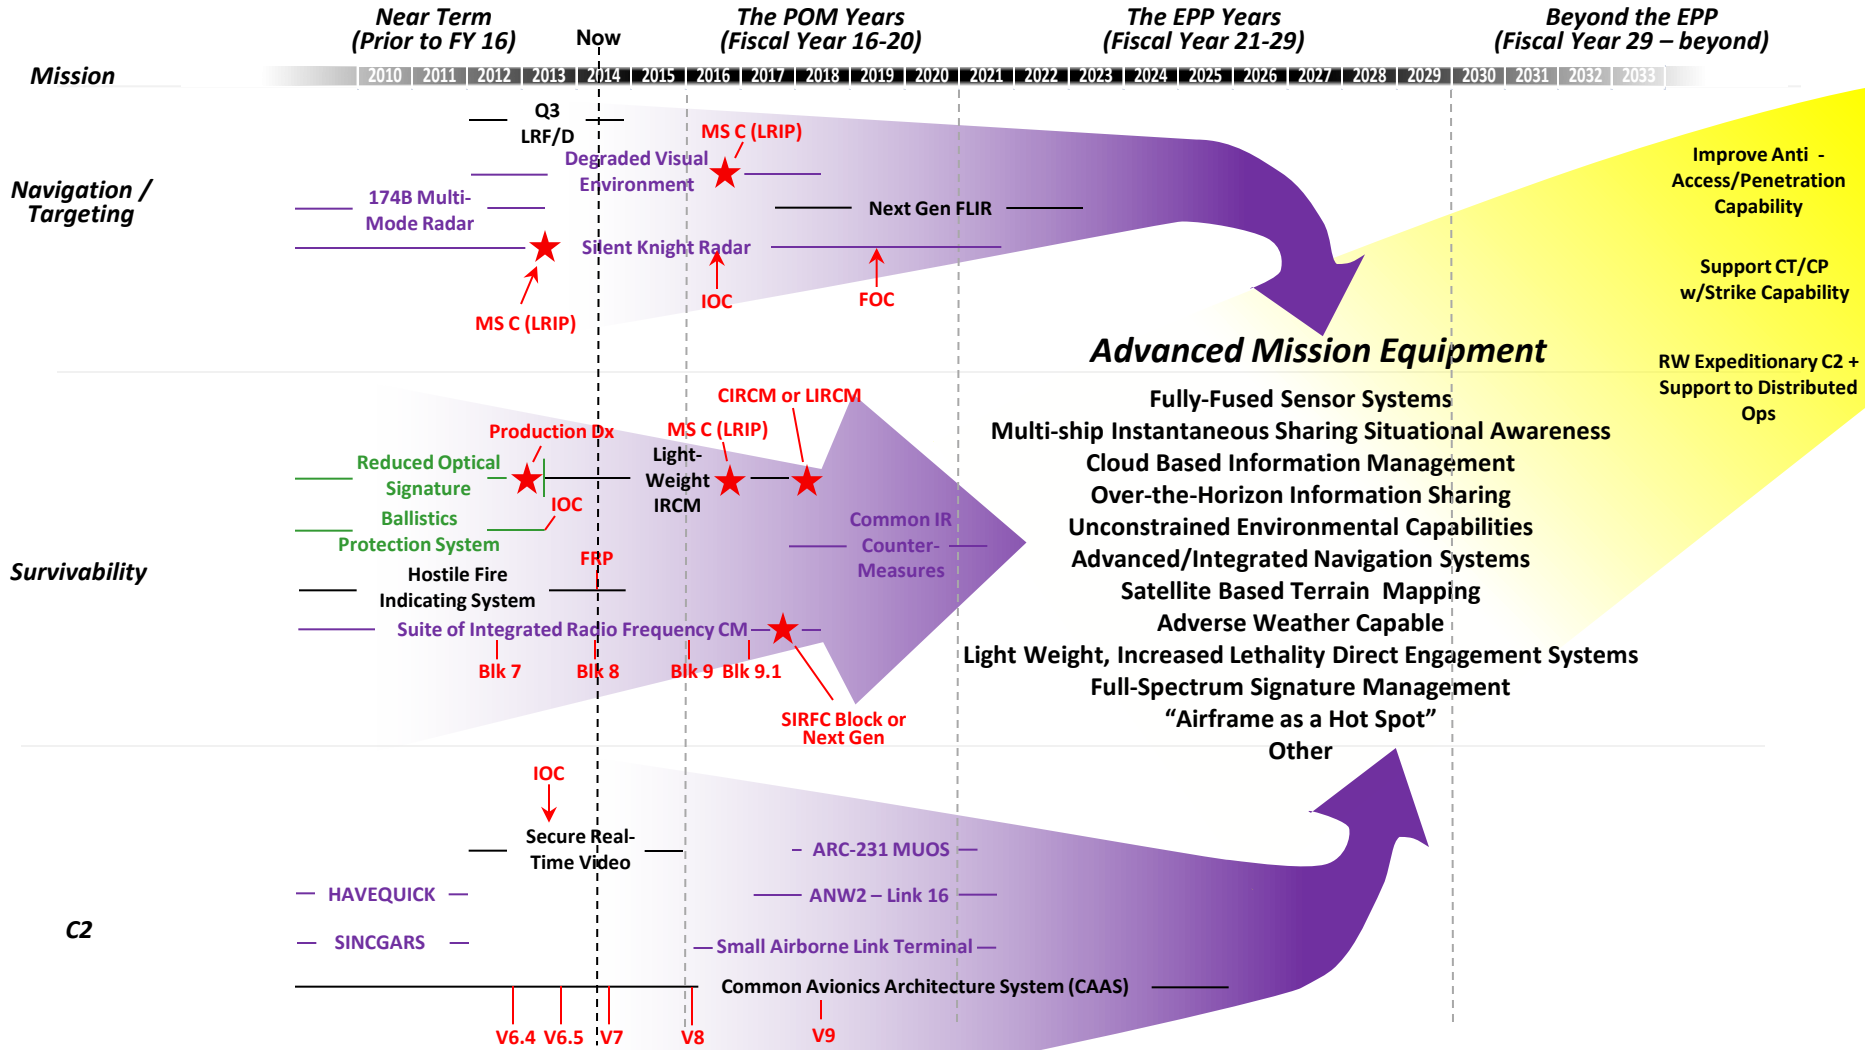 Near Term
(Prior to FY 16)
Now
The POM Years
(Fiscal Year 16-20)
The EPP Years
(Fiscal Year 21-29)
Beyond the EPP
(Fiscal Year 29 – beyond)
Mission
2010 2011 2012 2013 2014 2015 2016 2017 2018 2019 2020 2021 2022 2023 2024 2025 2026 2027 2028 2029 2030 2031 2032 2033
Navigation /
Targeting
Q3
LRF/D
MS C (LRIP)
Degraded Visual
Environment
174B Multi-
Mode Radar
Next Gen FLIR
Silent Knight Radar
IOC
FOC
MS C (LRIP)
Improve Anti -
Access/Penetration
Capability
Support CT/CP
w/Strike Capability
RW Expeditionary C2 +
Support to Distributed
Ops
Advanced Mission Equipment
Fully-Fused Sensor Systems
Multi-ship Instantaneous Sharing Situational Awareness
Cloud Based Information Management
Over-the-Horizon Information Sharing
Unconstrained Environmental Capabilities
Advanced/Integrated Navigation Systems
Satellite Based Terrain Mapping
Adverse Weather Capable
Light Weight, Increased Lethality Direct Engagement Systems
Full-Spectrum Signature Management
“Airframe as a Hot Spot”
Other
Survivability
CIRCM or LIRCM
Production Dx
MS C (LRIP)
Reduced Optical
Signature
Light-
Weight
IRCM
IOC
Ballistics
Protection System
Common IR
Counter-
Measures
FRP
Hostile Fire
Indicating System
Suite of Integrated Radio Frequency CM
Blk 7
Blk 8
Blk 9
Blk 9.1
SIRFC Block or
Next Gen
C2
IOC
Secure Real-
Time Video
ARC-231 MUOS
HAVEQUICK
ANW2 – Link 16
SINCGARS
Small Airborne Link Terminal
Common Avionics Architecture System (CAAS)
V6.4
V6.5
V7
V8
V9